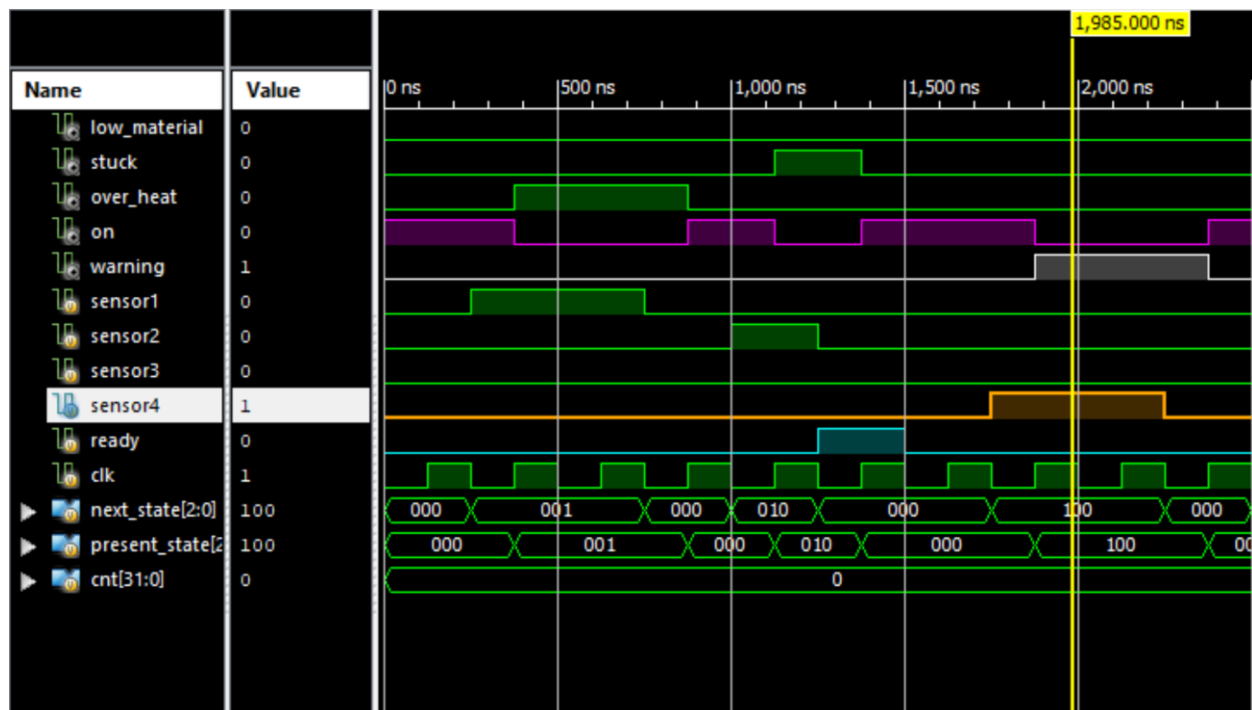 1,985.000 ns
Name Value 0 ns 500 ns 1,000 ns 1,500 ns 2,000 ns
low_material 0
stuck 0
over_heat 0
on 0
warning 1
sensor1 0
sensor2 0
sensor3 0
sensor4 1
ready 0
clk 1
next_state[2:0] 100 000 001 000 010 000 100 000
present_state[2 100 000 001 000 010 000 100 00
cnt[31:0] 0 0